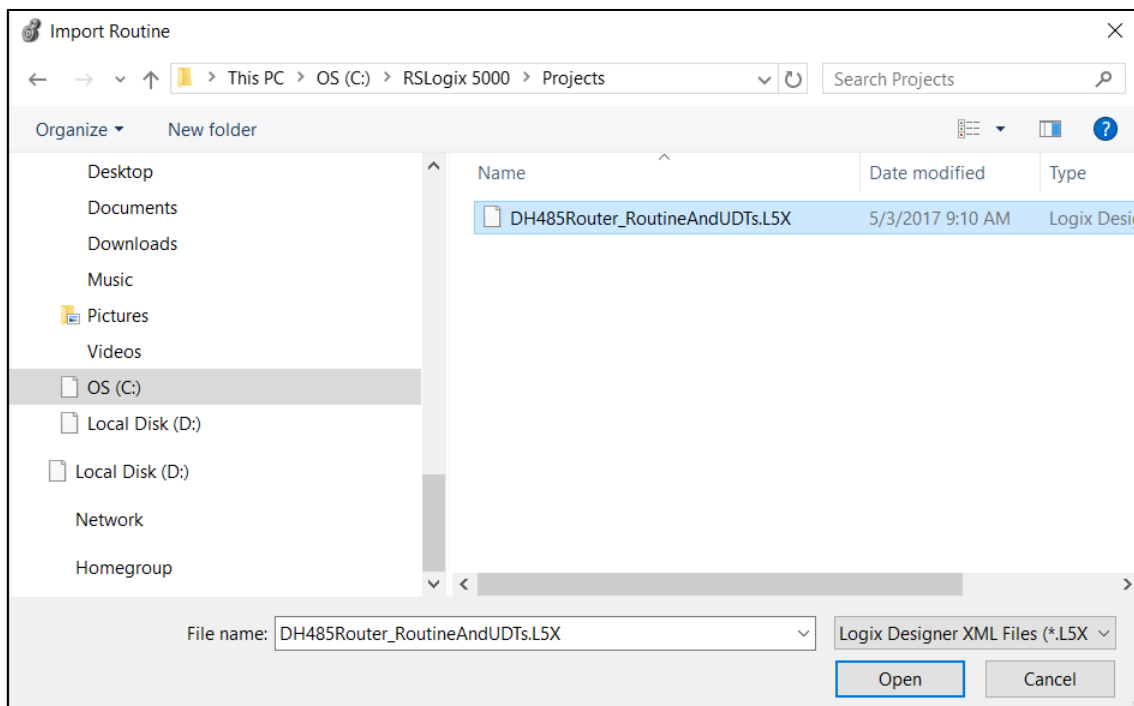 Import Routine
This PC > OS (C:) > RSLogix 5000 > Projects
Search Projects
Organize
New folder
?
Desktop
Documents
Downloads
Music
Pictures
Videos
OS (C:)
Local Disk (D:)
Local Disk (D:)
Network
Homegroup
Name Date modified Type
DH485Router_RoutineAndUDTs.L5X 5/3/2017 9:10 AM Logix Desi
File name: DH485Router_RoutineAndUDTs.L5X
Logix Designer XML Files (*.L5X
Open Cancel